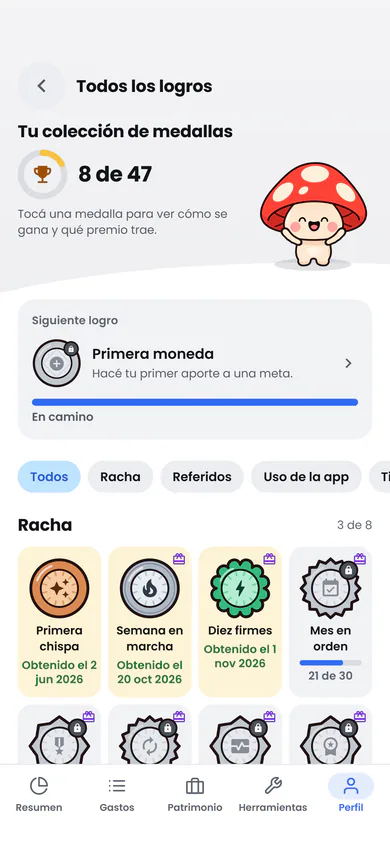 Todos los logros
Tu colección de medallas
8 de 47
Tocá una medalla para ver cómo se
gana y qué premio trae.
Siguiente logro
Primera moneda
Hacé tu primer aporte a una meta.
En camino
Todos
Racha
Referidos
Uso de la app
Racha
3 de 8
Primera
chispa
Obtenido el 2
jun 2026
Semana en
marcha
Obtenido el
20 oct 2026
Diez firmes
Obtenido el 1
nov 2026
Mes en
orden
21 de 30
Resumen
Gastos
Patrimonio
Herramientas
Perfil